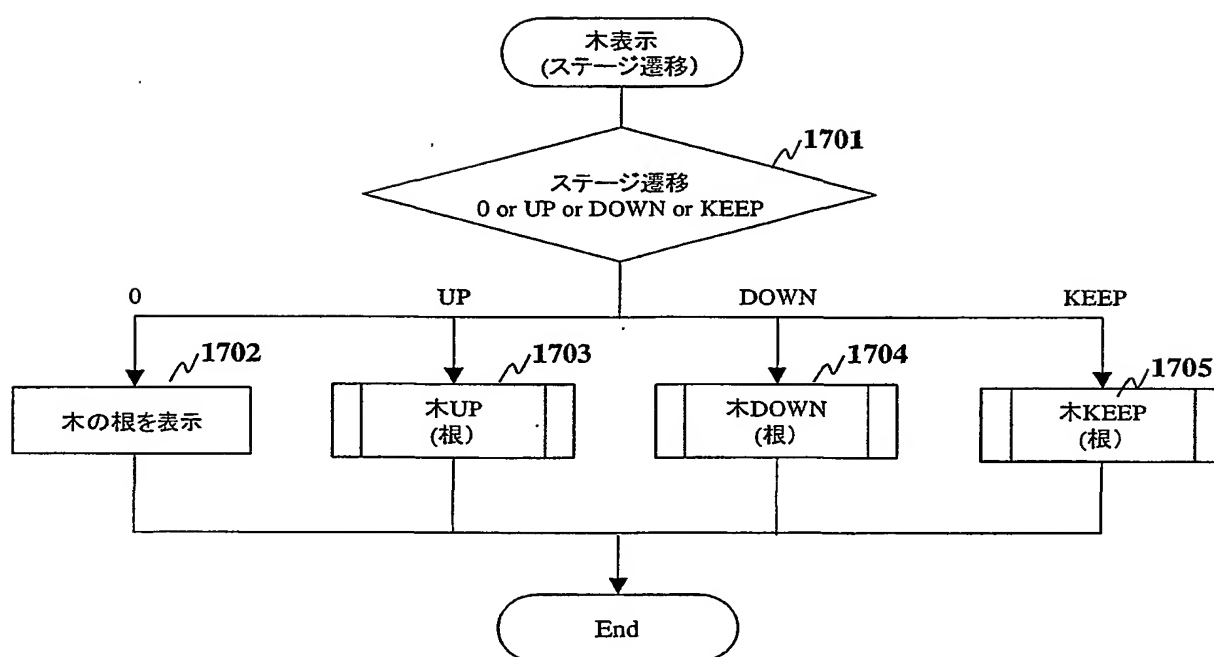 木表示
(ステージ遷移)
1701
ステージ遷移
0 or UP or DOWN or KEEP
0
UP
DOWN
KEEP
1702
1703
1704
1705
木の根を表示
木UP
(根)
木DOWN
(根)
木KEEP
(根)
End